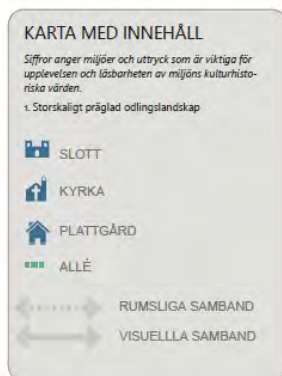 KARTA MED INNEHÅLL
Siffror anger miljöer och uttryck som är viktiga för
upplevelsen och läsbarheten av miljöns kulturhisto-
riska värden.
1. Storskaligt präglad odlingslandskap
SLOTT
KYRKA
PLATTGÅRD
ALLÉ
RUMSLIGA SAMBAND
VISUELLLA SAMBAND